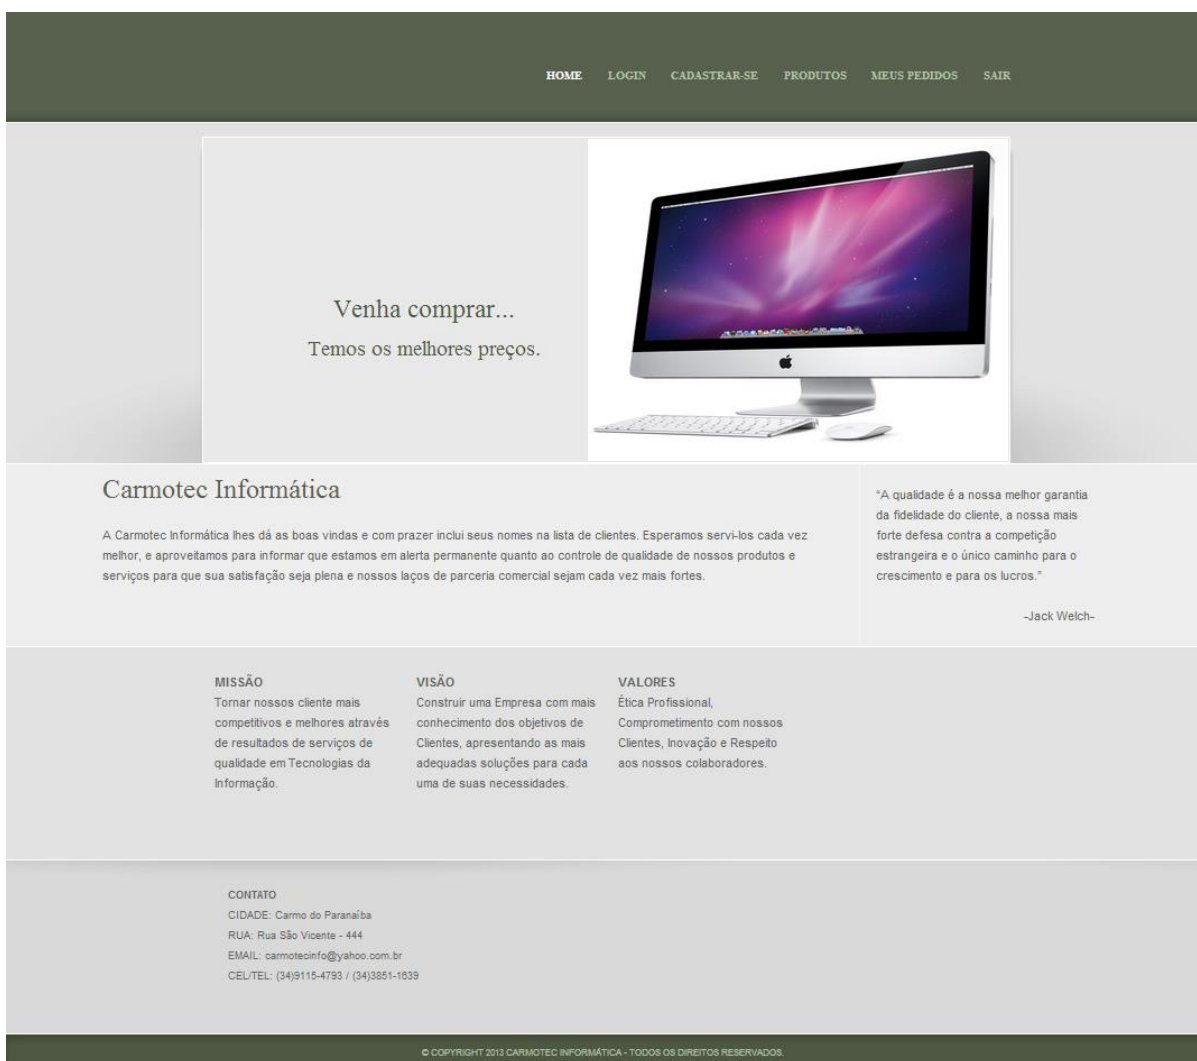 HOME LOGIN CADASTRAR-SE PRODUTOS MEUS PEDIDOS SAIR
Venha comprar...
Temos os melhores preços.
Carmotec Informática
A Carmotec Informática lhes dá as boas vindas e com prazer inclui seus nomes na lista de clientes. Esperamos servi-los cada vez
melhor, e aproveitamos para informar que estamos em alerta permanente quanto ao controle de qualidade de nossos produtos e
serviços para que sua satisfação seja plena e nossos laços de parceria comercial sejam cada vez mais fortes.
“A qualidade é a nossa melhor garantia
da fidelidade do cliente, a nossa mais
forte defesa contra a competição
estrangeira e o único caminho para o
crescimento e para os lucros.”
-Jack Welch-
MISSÃO
Tornar nossos cliente mais
competitivos e melhores através
de resultados de serviços de
qualidade em Tecnologias da
Informação.
VISÃO
Construir uma Empresa com mais
conhecimento dos objetivos de
Clientes, apresentando as mais
adequadas soluções para cada
uma de suas necessidades.
VALORES
Ética Profissional,
Comprometimento com nossos
Clientes, Inovação e Respeito
aos nossos colaboradores.
CONTATO
CIDADE: Carmo do Paranaíba
RUA: Rua São Vicente - 444
EMAIL: carmotecinfo@yahoo.com.br
CEL/TEL: (34)9115-4793 / (34)3851-1639
© COPYRIGHT 2013 CARMOTEC INFORMÁTICA - TODOS OS DIREITOS RESERVADOS.